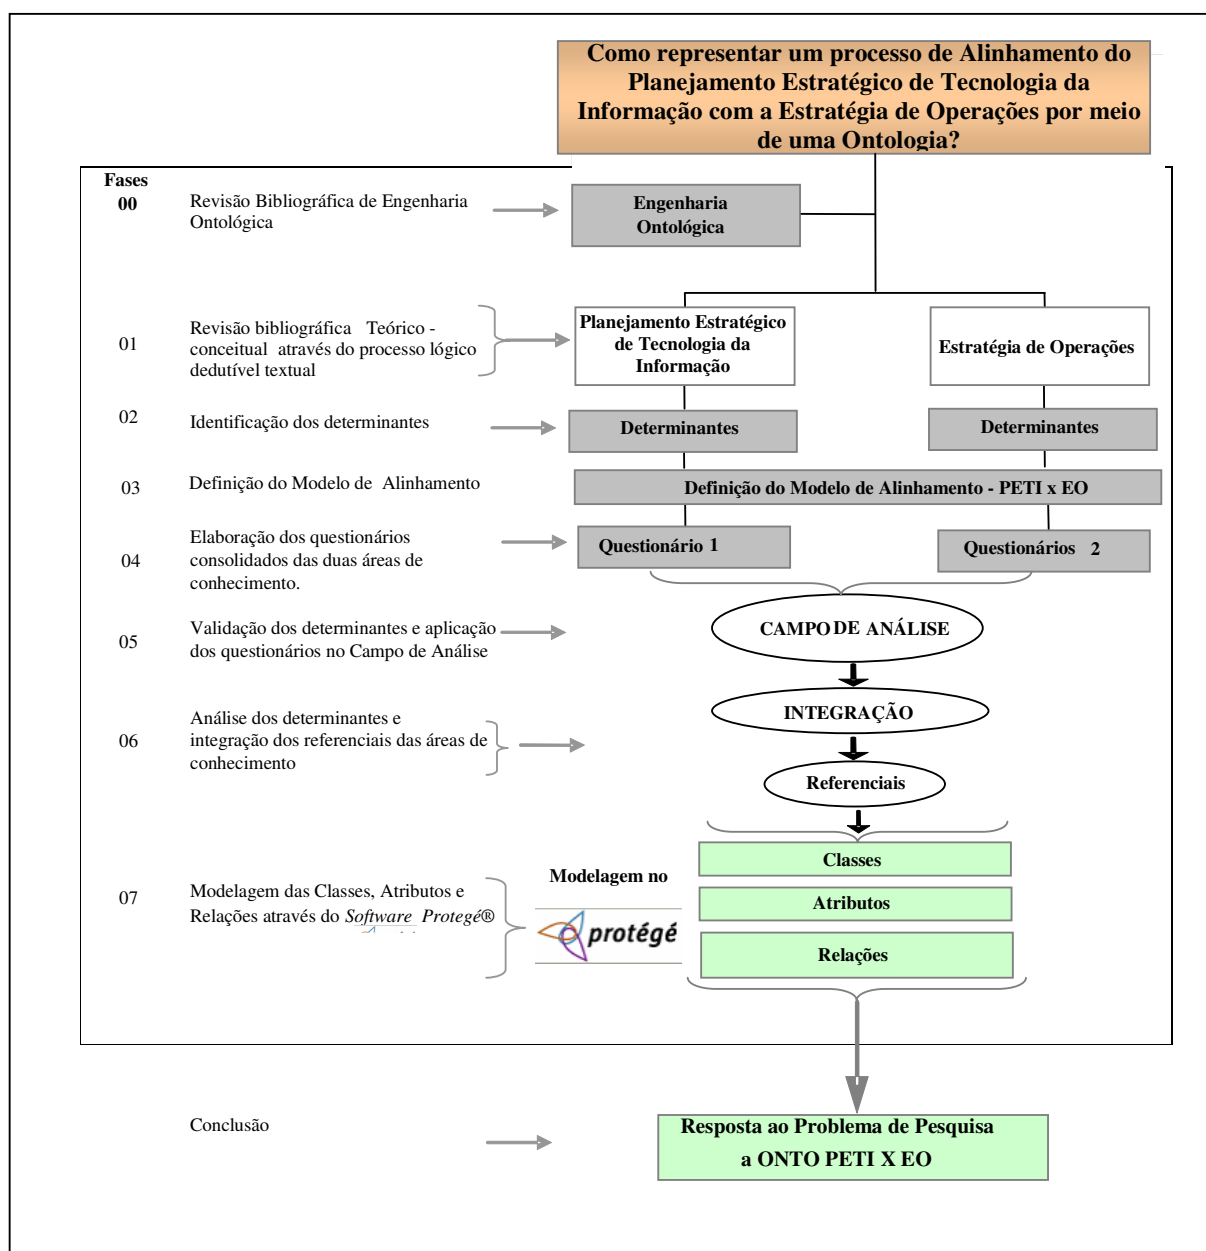 Como representar um processo de Alinhamento do
Planejamento Estratégico de Tecnologia da
Informação com a Estratégia de Operações por meio
de uma Ontologia?
Fases
00
Revisão Bibliográfica de Engenharia
Ontológica
Engenharia
Ontológica
01
Revisão bibliográfica Teórico -
conceitual através do processo lógico
dedutível textual
Planejamento Estratégico
de Tecnologia da
Informação
Estratégia de Operações
02
Identificação dos determinantes
Determinantes
Determinantes
03
Definição do Modelo de Alinhamento
Definição do Modelo de Alinhamento - PETI x EO
04
Elaboração dos questionários
consolidados das duas áreas de
conhecimento.
Questionário 1
Questionários 2
05
Validação dos determinantes e aplicação
dos questionários no Campo de Análise
CAMPO DE ANÁLISE
INTEGRAÇÃO
06
Análise dos determinantes e
integração dos referenciais das áreas de
conhecimento
Referenciais
07
Modelagem das Classes, Atributos e
Relações através do Software Protegé®
Modelagem no
protégé
Classes
Atributos
Relações
Conclusão
Resposta ao Problema de Pesquisa
a ONTO PETI X EO